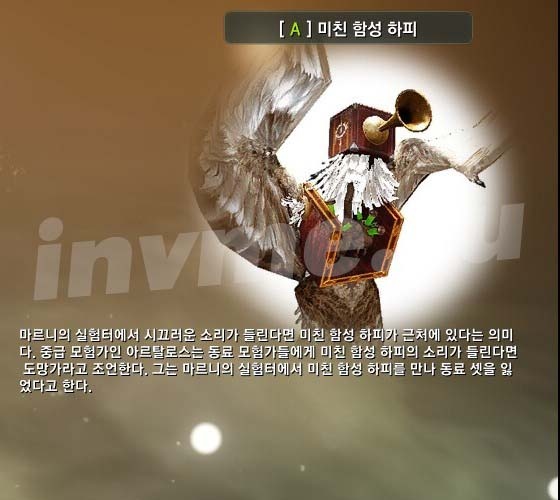 [ A ] 미친 함성 하피
마르니의 실험터에서 시끄러운 소리가 들린다면 미친 함성 하피가 근처에 있다는 의미
다. 중급 모험가인 아르탈로스는 동료 모험가들에게 미친 함성 하피의 소리가 들린다면
도망가라고 조언한다. 그는 마르니의 실험터에서 미친 함성 하피를 만나 동료 셋을 잃
었다고 한다.